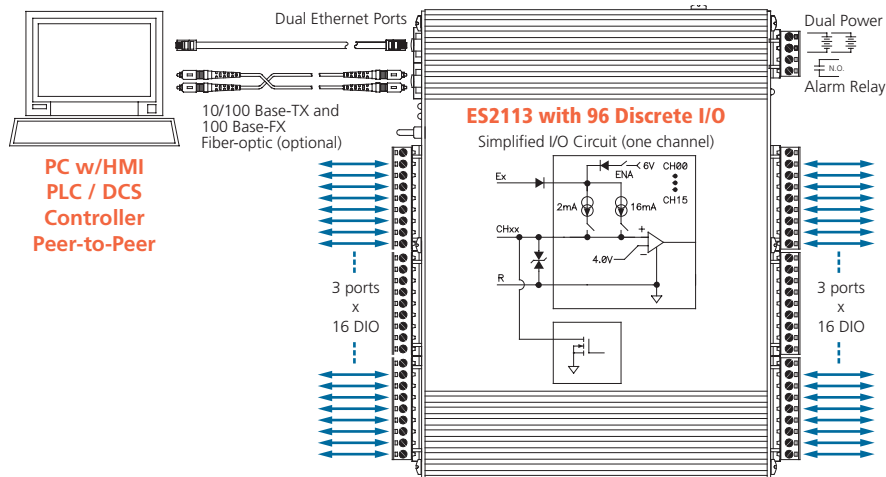 Dual Ethernet Ports
Dual Power
N.O.
Alarm Relay
10/100 Base-TX and
100 Base-FX
Fiber-optic (optional)
PC w/HMI
PLC / DCS
Controller
Peer-to-Peer
ES2113 with 96 Discrete I/O
Simplified I/O Circuit (one channel)
6V
CH00
ENA
Ex
CH15
2mA
16mA
CHxx
+
4.0V
−
R
3 ports
x
16 DIO
3 ports
x
16 DIO